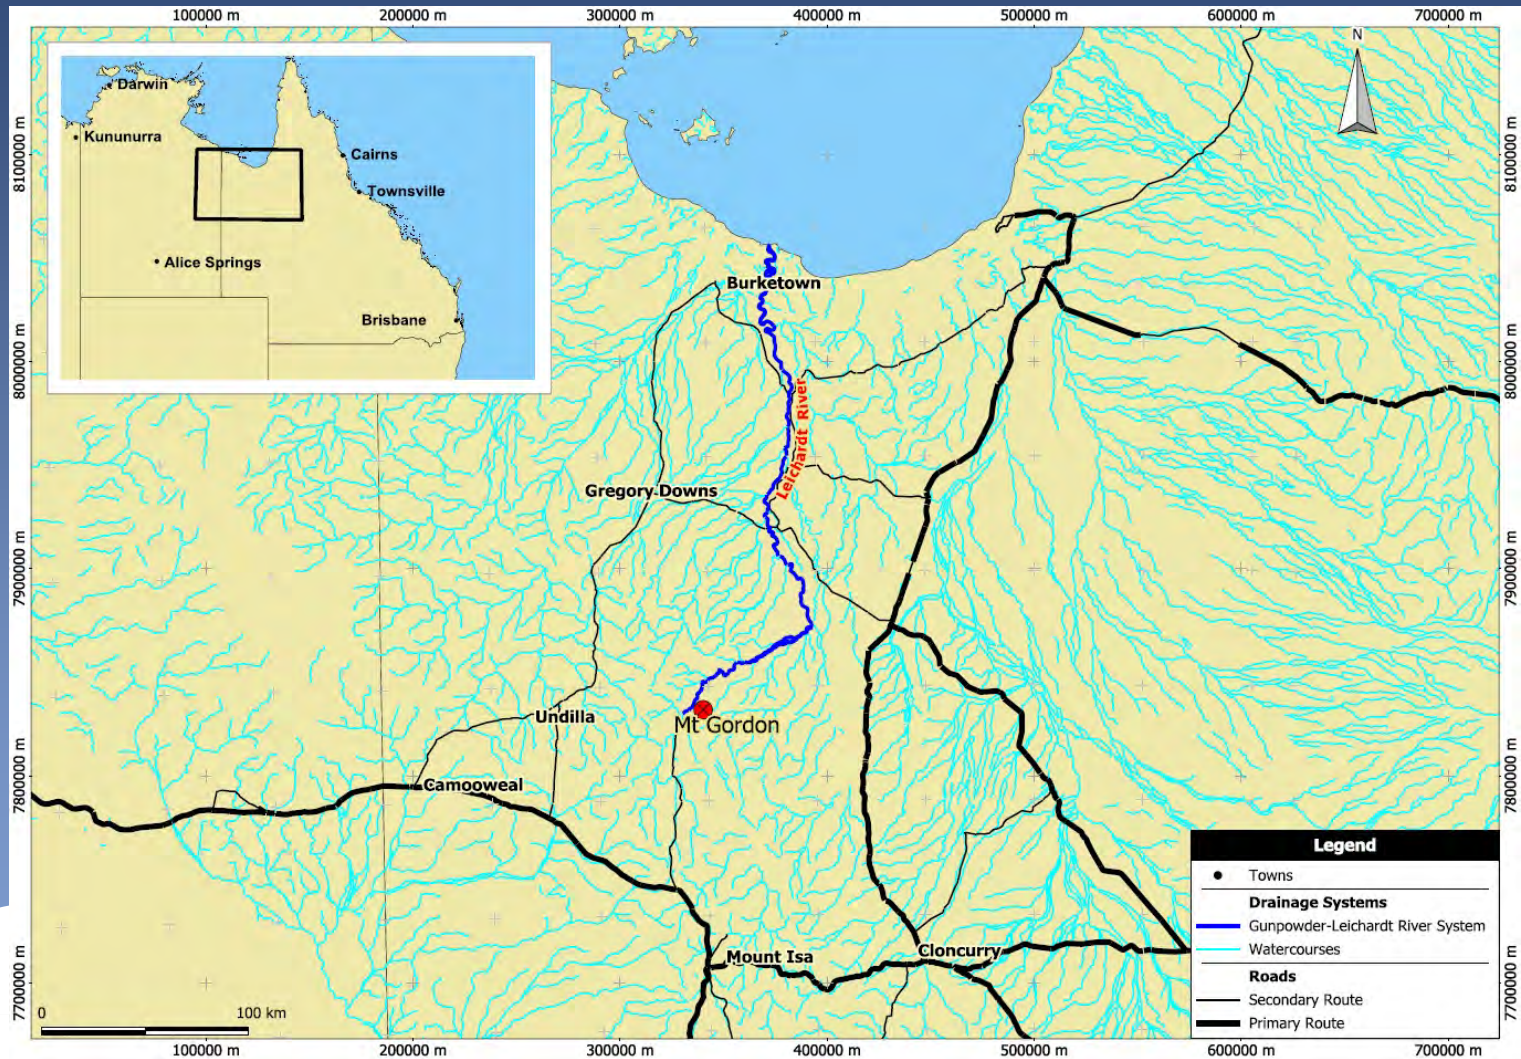 100000 m
200000 m
300000 m
400000 m
500000 m
600000 m
700000 m
N
Darwin
Kununurra
Cairns
Townsville
Alice Springs
Brisbane
8100000 m
8100000 m
8000000 m
8000000 m
7900000 m
7900000 m
7800000 m
7800000 m
7700000 m
7700000 m
Burketown
Leichardt River
Gregory Downs
Undilla
Mt Gordon
Camooweal
Mount Isa
Cloncurry
Legend
Towns
Drainage Systems
Gunpowder-Leichardt River System
Watercourses
Roads
Secondary Route
Primary Route
0
100 km
100000 m
200000 m
300000 m
400000 m
500000 m
600000 m
700000 m